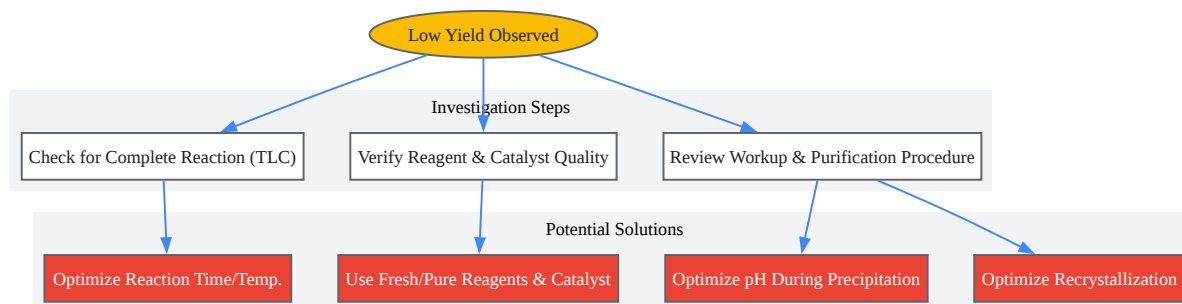 Low Yield Observed
Investigation Steps
Check for Complete Reaction (TLC)
Verify Reagent & Catalyst Quality
Review Workup & Purification Procedure
Potential Solutions
Optimize Reaction Time/Temp.
Use Fresh/Pure Reagents & Catalyst
Optimize pH During Precipitation
Optimize Recrystallization